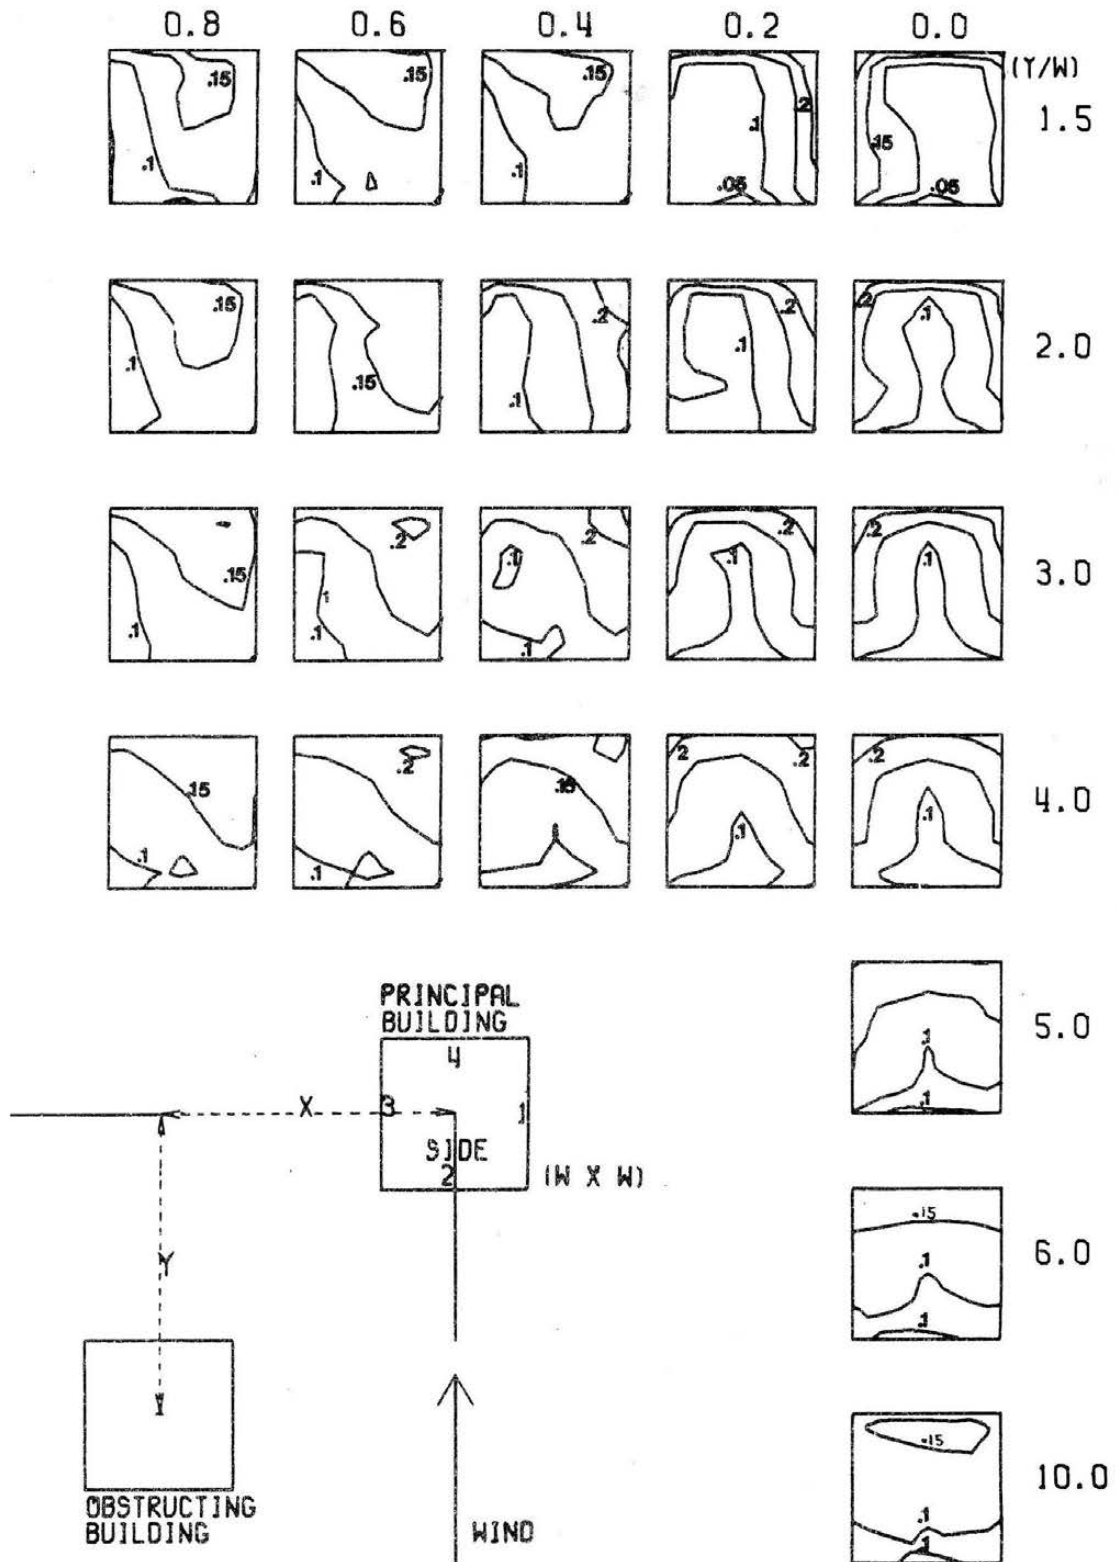 0.8 0.6 0.4 0.2 0.0
(Y/W)
.15 .15 .15 .2
1.5
.1 .15
.1 .1 .1
.05 .05
.15 .2 .2 .2
.1
2.0
.1 .15 .1
.1
.2 .2 .2 .2
.1 .1 .1
.15 3.0
1
.1 .1 .1
.2 .2 .2 .2
.15 .15 4.0
.1 .1
.1 .1
PRINCIPAL
BUILDING
5.0
4 .1
X 3 1 .1
SIDE
2 (W X W)
.15
Y .1 6.0
.1
1
.15
10.0
OBSTRUCTING
BUILDING WIND
.1
.1